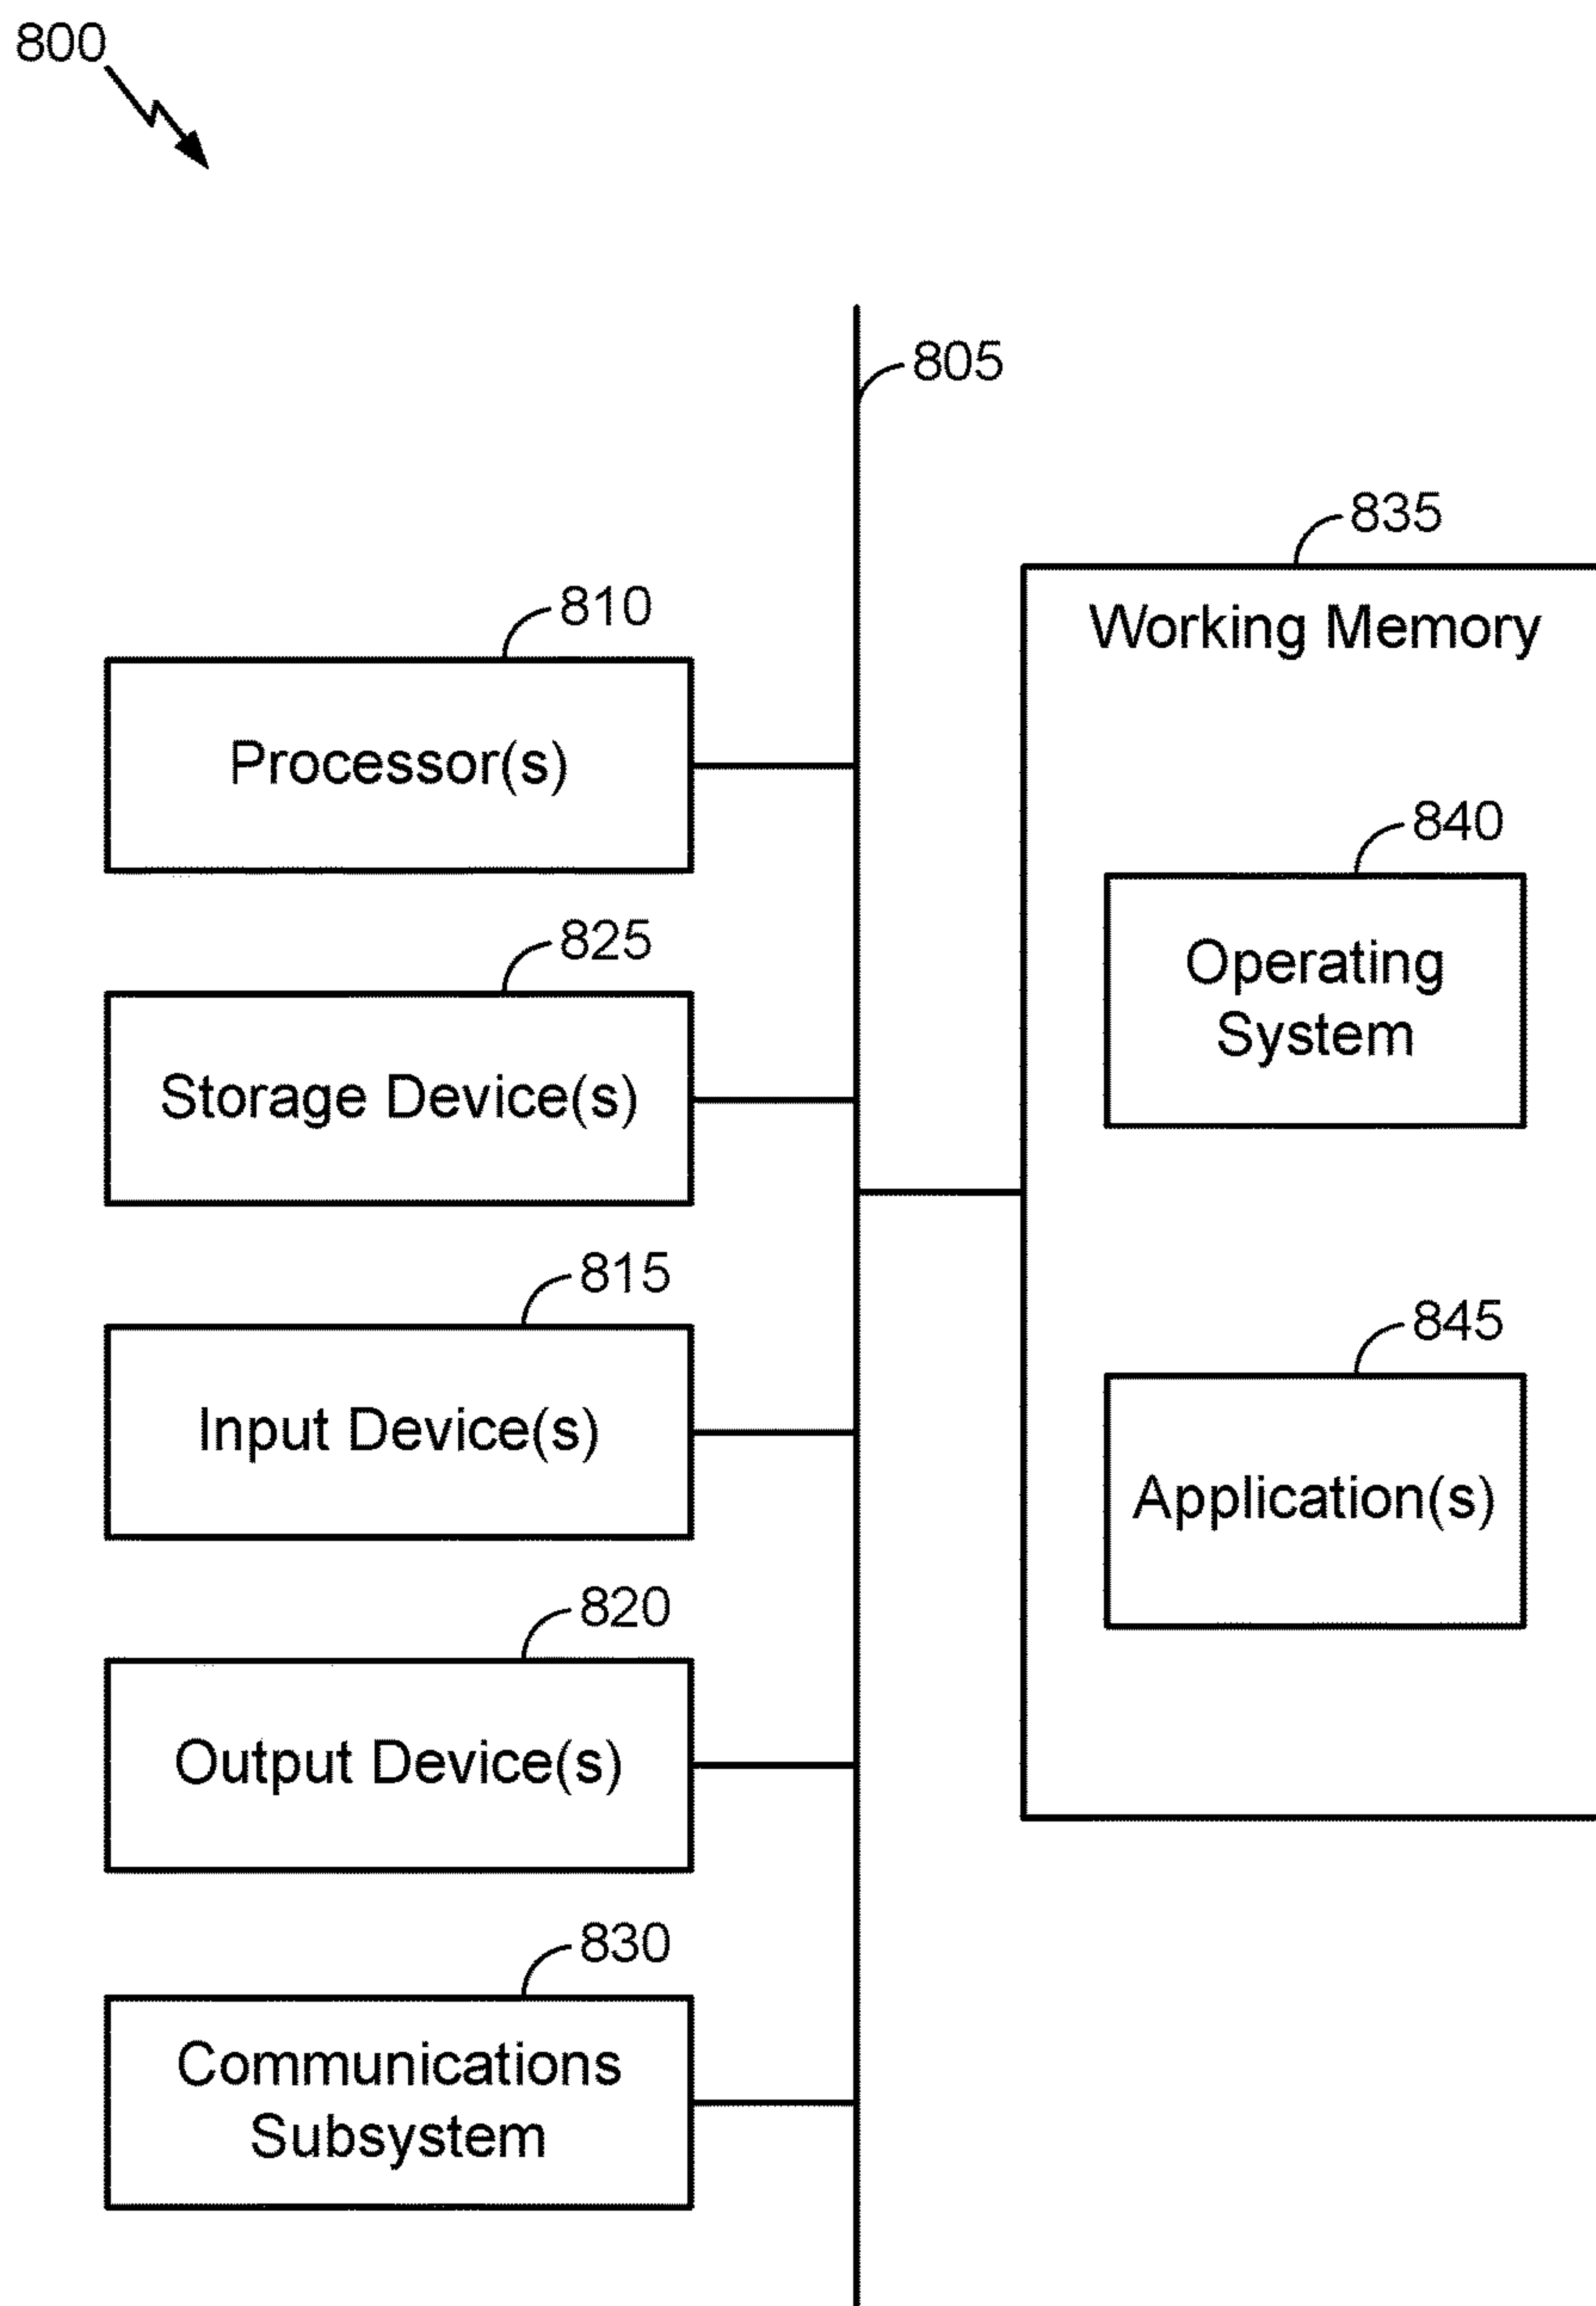 800
805
835
Working Memory
810
Processor(s)
840
Operating
System
825
Storage Device(s)
815
Input Device(s)
845
Application(s)
820
Output Device(s)
830
Communications
Subsystem